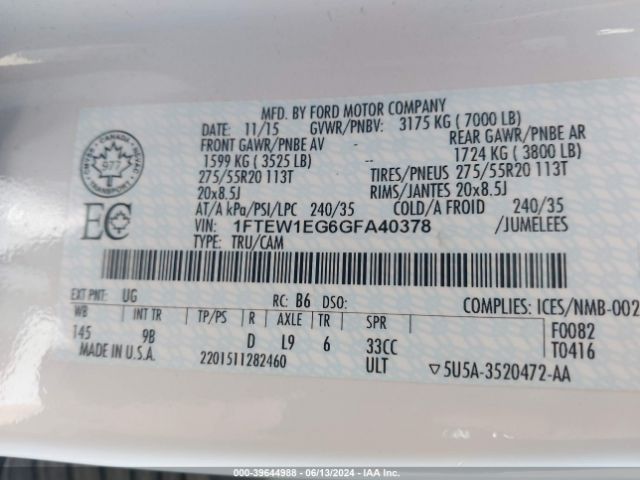 MFD. BY FORD MOTOR COMPANY
DATE: 11/15 GVWR/PNBV: 3175 KG ( 7000 LB)
FRONT GAWR/PNBE AV REAR GAWR/PNBE AR
1599 KG ( 3525 LB) 1724 KG ( 3800 LB)
275/55R20 113T TIRES/PNEUS 275/55R20 113T
20x8.5J RIMS/JANTES 20x8.5J
AT/A kPa/PSI/LPC 240/35 COLD/A FROID 240/35
VIN: 1FTEW1EG6GFA40378 /JUMELEES
TYPE: TRU/CAM
CANADA
977
TRANSPORT
EC
EXT PNT: UG RC: B6 DSO: COMPLIES: ICES/NMB-002
WB INT TR TP/PS R AXLE TR SPR F0082
145 9B D L9 6 33CC T0416
MADE IN U.S.A. 2201511282460 ULT ▽5U5A-3520472-AA
000-39644988 - 06/13/2024 - IAAI.COM